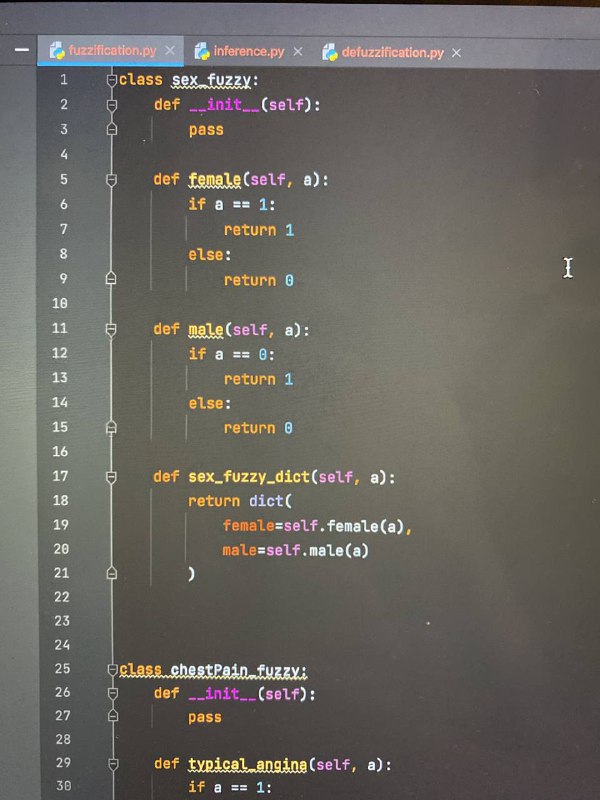 fuzzification.py × inference.py × defuzzification.py ×
1 class sex_fuzzy:
2     def __init__(self):
3         pass
4
5     def female(self, a):
6         if a == 1:
7             return 1
8         else:
9             return 0
10
11     def male(self, a):
12         if a == 0:
13             return 1
14         else:
15             return 0
16
17     def sex_fuzzy_dict(self, a):
18         return dict(
19             female=self.female(a),
20             male=self.male(a)
21         )
22
23
24
25 class chestPain_fuzzy:
26     def __init__(self):
27         pass
28
29     def typical_angina(self, a):
30         if a == 1: